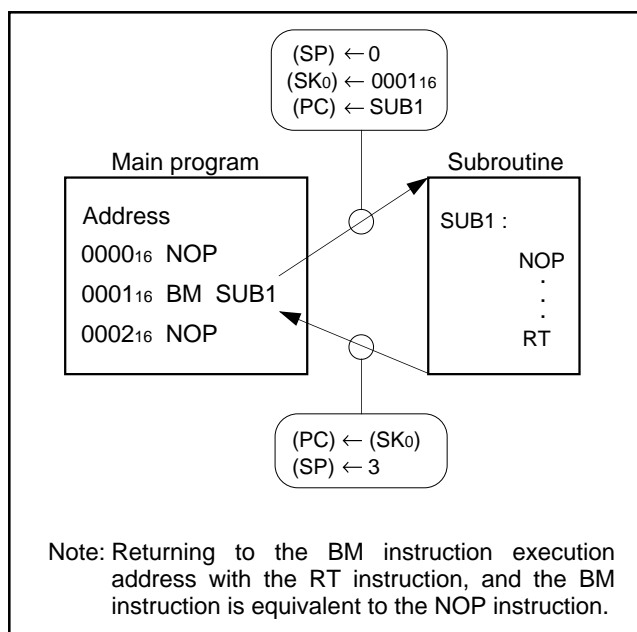 (SP) ← 0
(SK₀) ← 0001₁₆
(PC) ← SUB1
Main program
Subroutine
Address
0000₁₆ NOP
0001₁₆ BM SUB1
0002₁₆ NOP
SUB1 :
NOP
.
.
.
RT
(PC) ← (SK₀)
(SP) ← 3
Note: Returning to the BM instruction execution
address with the RT instruction, and the BM
instruction is equivalent to the NOP instruction.